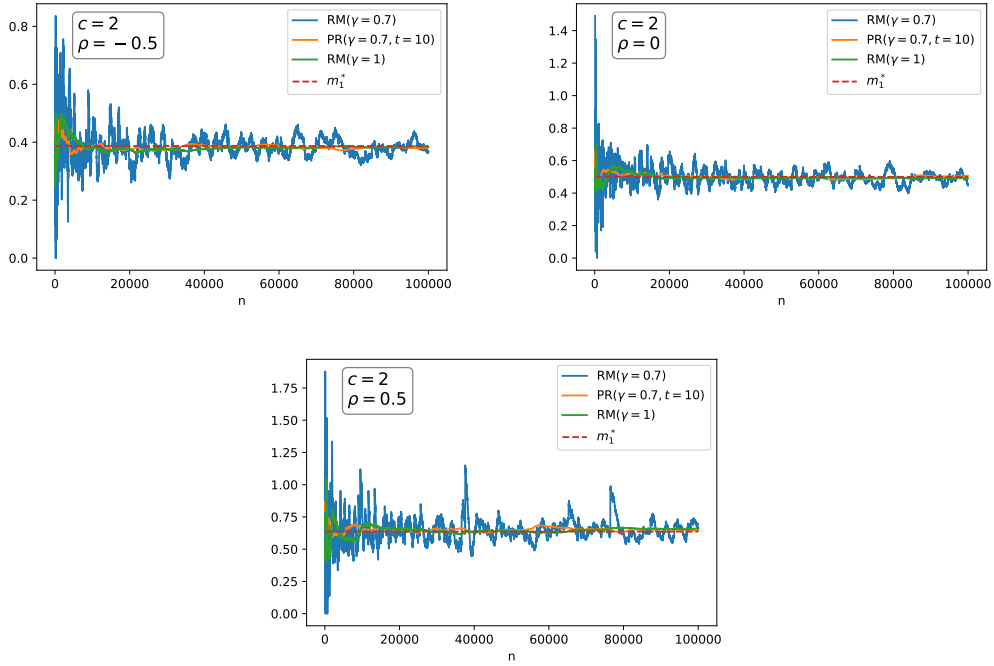 c = 2
ρ = −0.5
RM(γ = 0.7)
PR(γ = 0.7, t = 10)
RM(γ = 1)
m₁*
0.8
0.6
0.4
0.2
0.0
0 20000 40000 60000 80000 100000
n
c = 2
ρ = 0
RM(γ = 0.7)
PR(γ = 0.7, t = 10)
RM(γ = 1)
m₁*
1.4
1.2
1.0
0.8
0.6
0.4
0.2
0.0
0 20000 40000 60000 80000 100000
n
c = 2
ρ = 0.5
RM(γ = 0.7)
PR(γ = 0.7, t = 10)
RM(γ = 1)
m₁*
1.75
1.50
1.25
1.00
0.75
0.50
0.25
0.00
0 20000 40000 60000 80000 100000
n